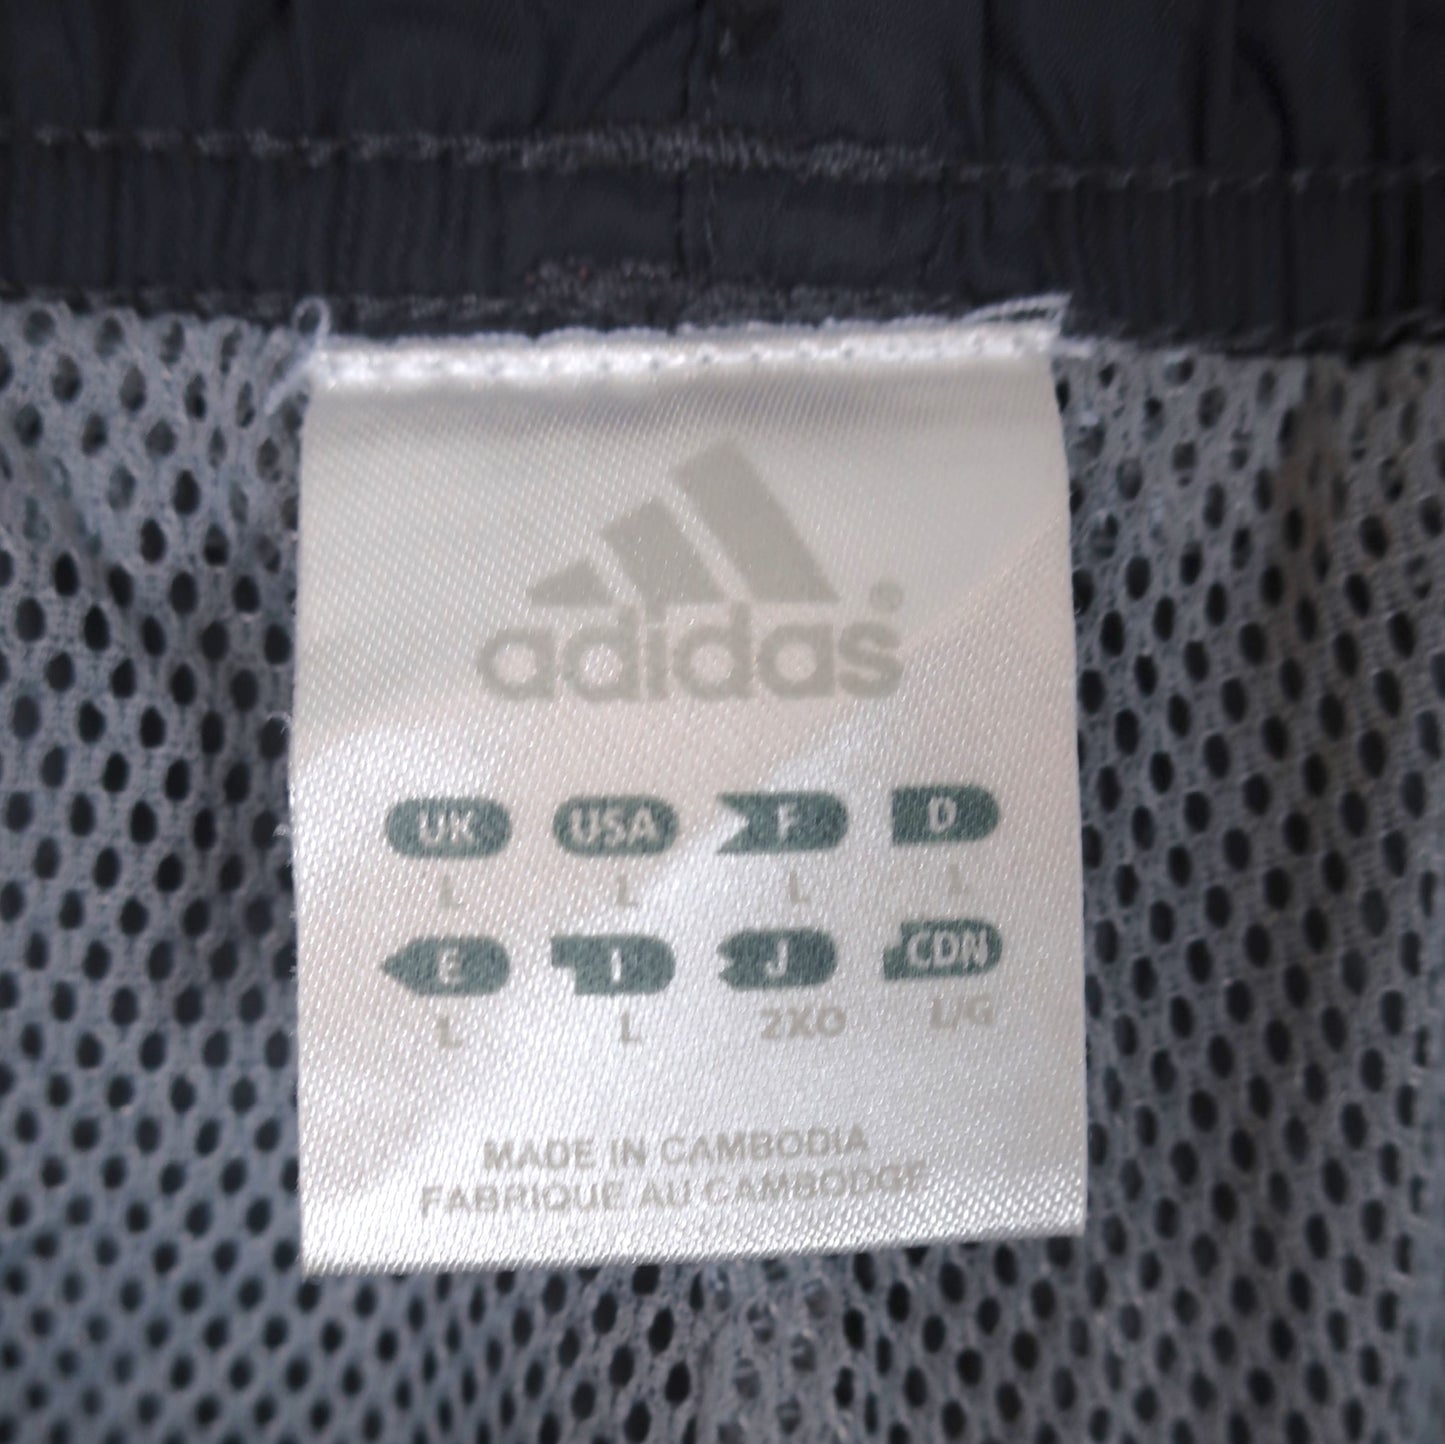 adidas®
UK USA F D
L L L L
E I J CDN
L L 2XO L/G
MADE IN CAMBODIA
FABRIQUE AU CAMBODGE